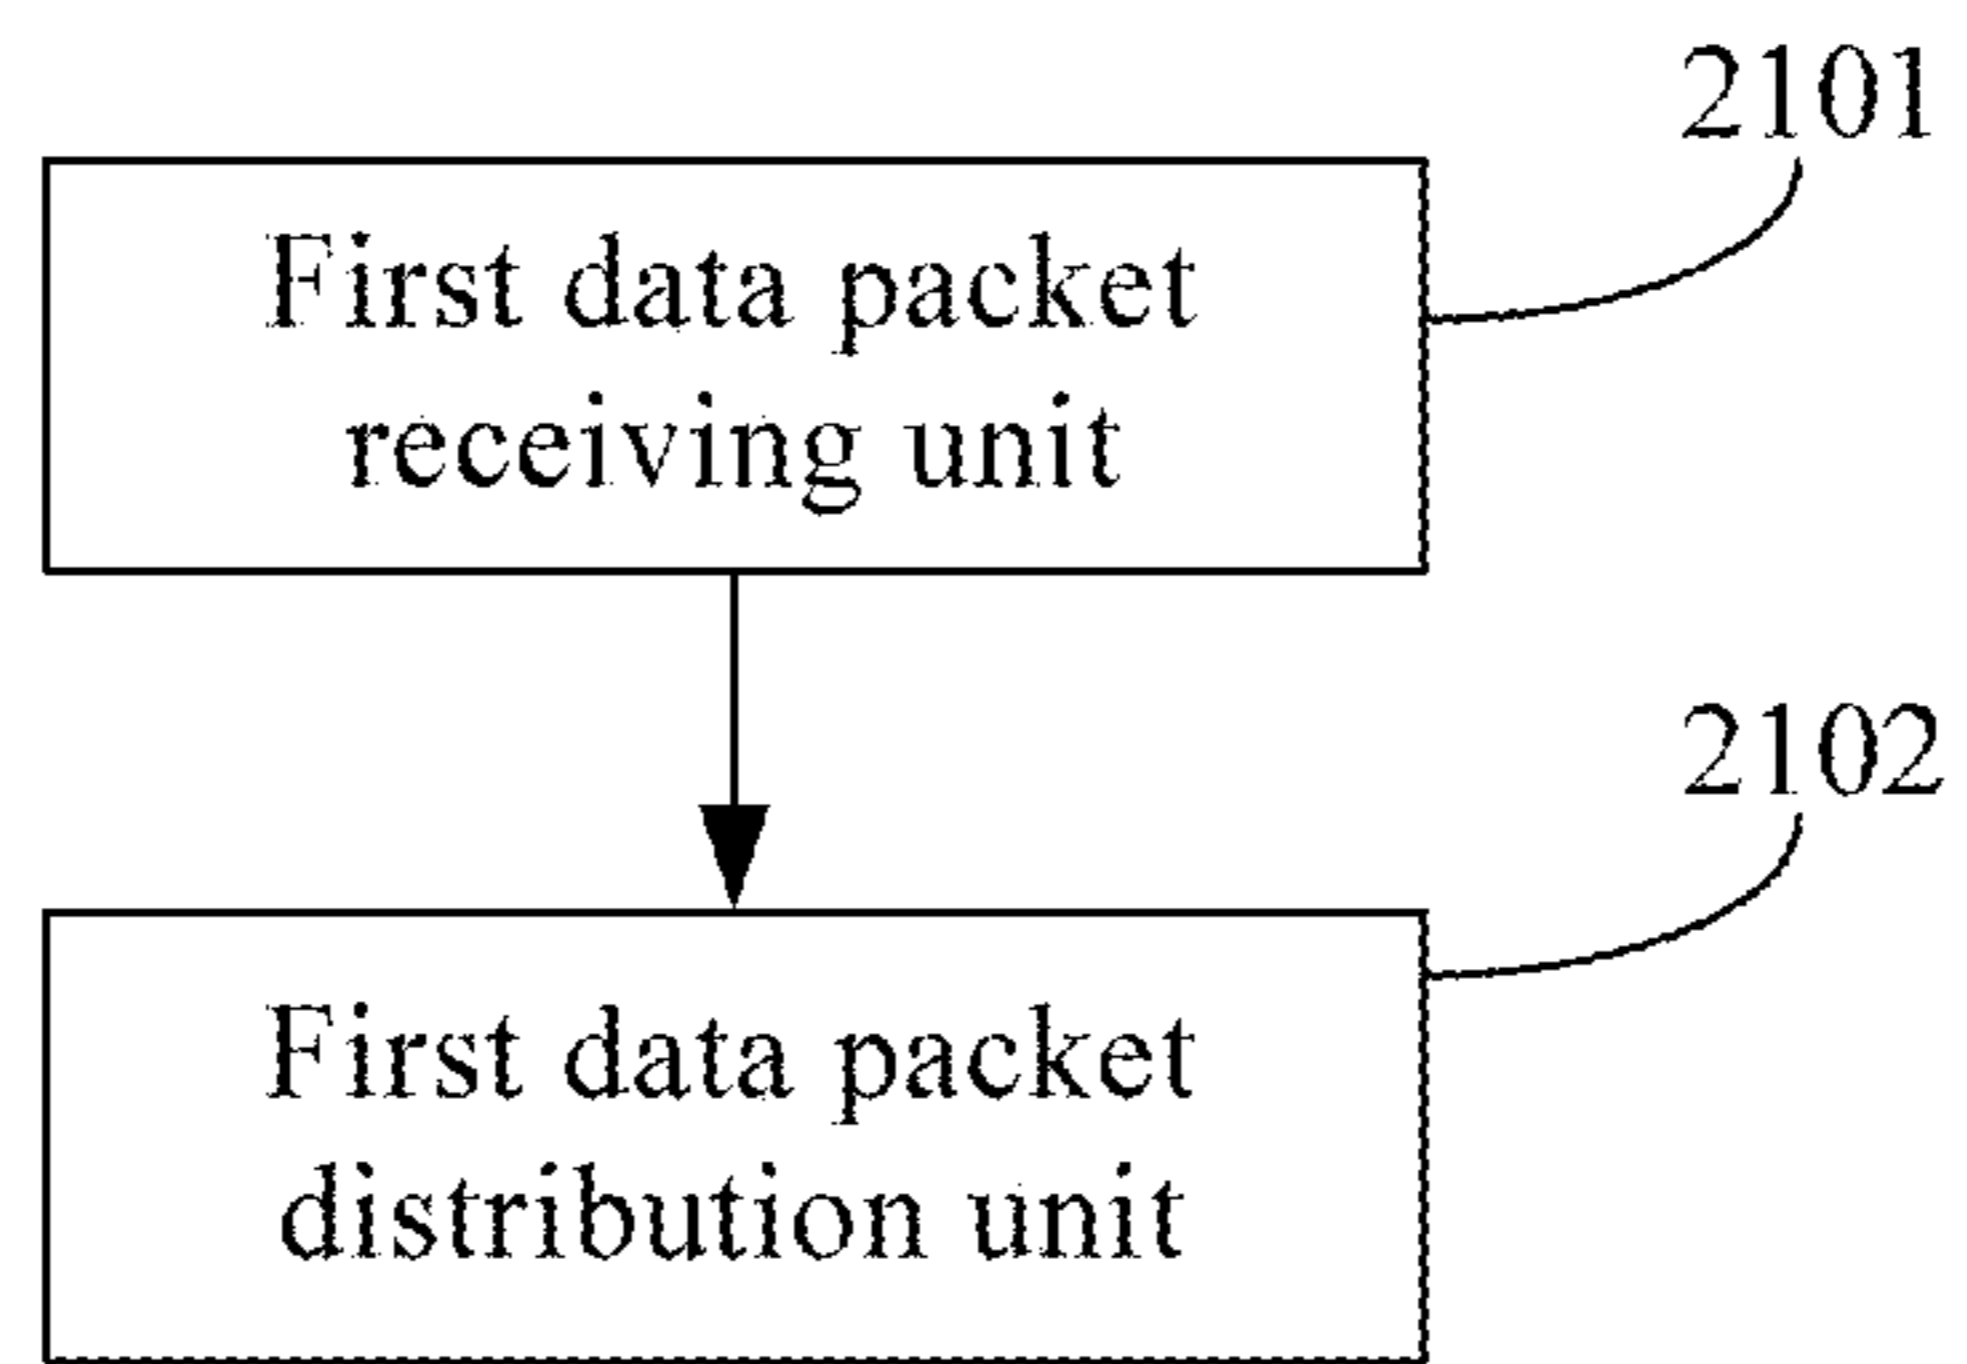 2101
First data packet
receiving unit
2102
First data packet
distribution unit